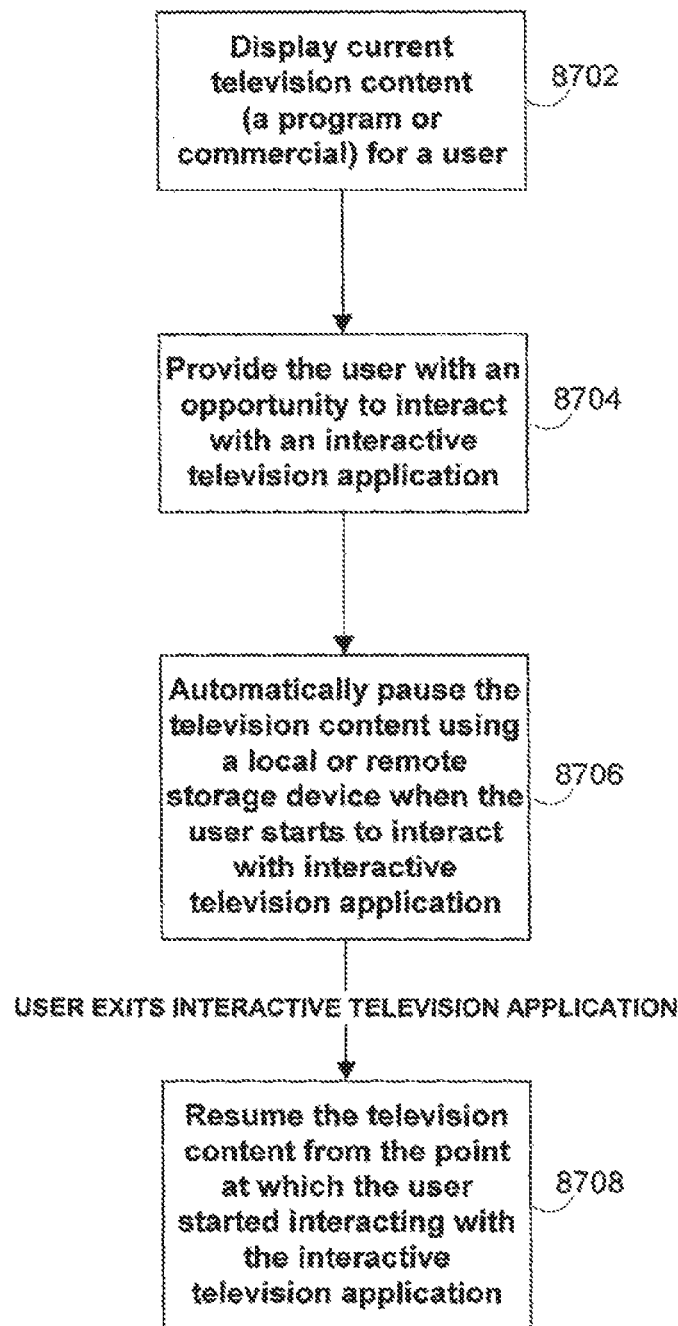 Display current
television content
(a program or
commercial) for a user
8702
Provide the user with an
opportunity to interact
with an interactive
television application
8704
Automatically pause the
television content using
a local or remote
storage device when the
user starts to interact
with interactive
television application
8706
USER EXITS INTERACTIVE TELEVISION APPLICATION
Resume the television
content from the point
at which the user
started interacting with
the interactive
television application
8708